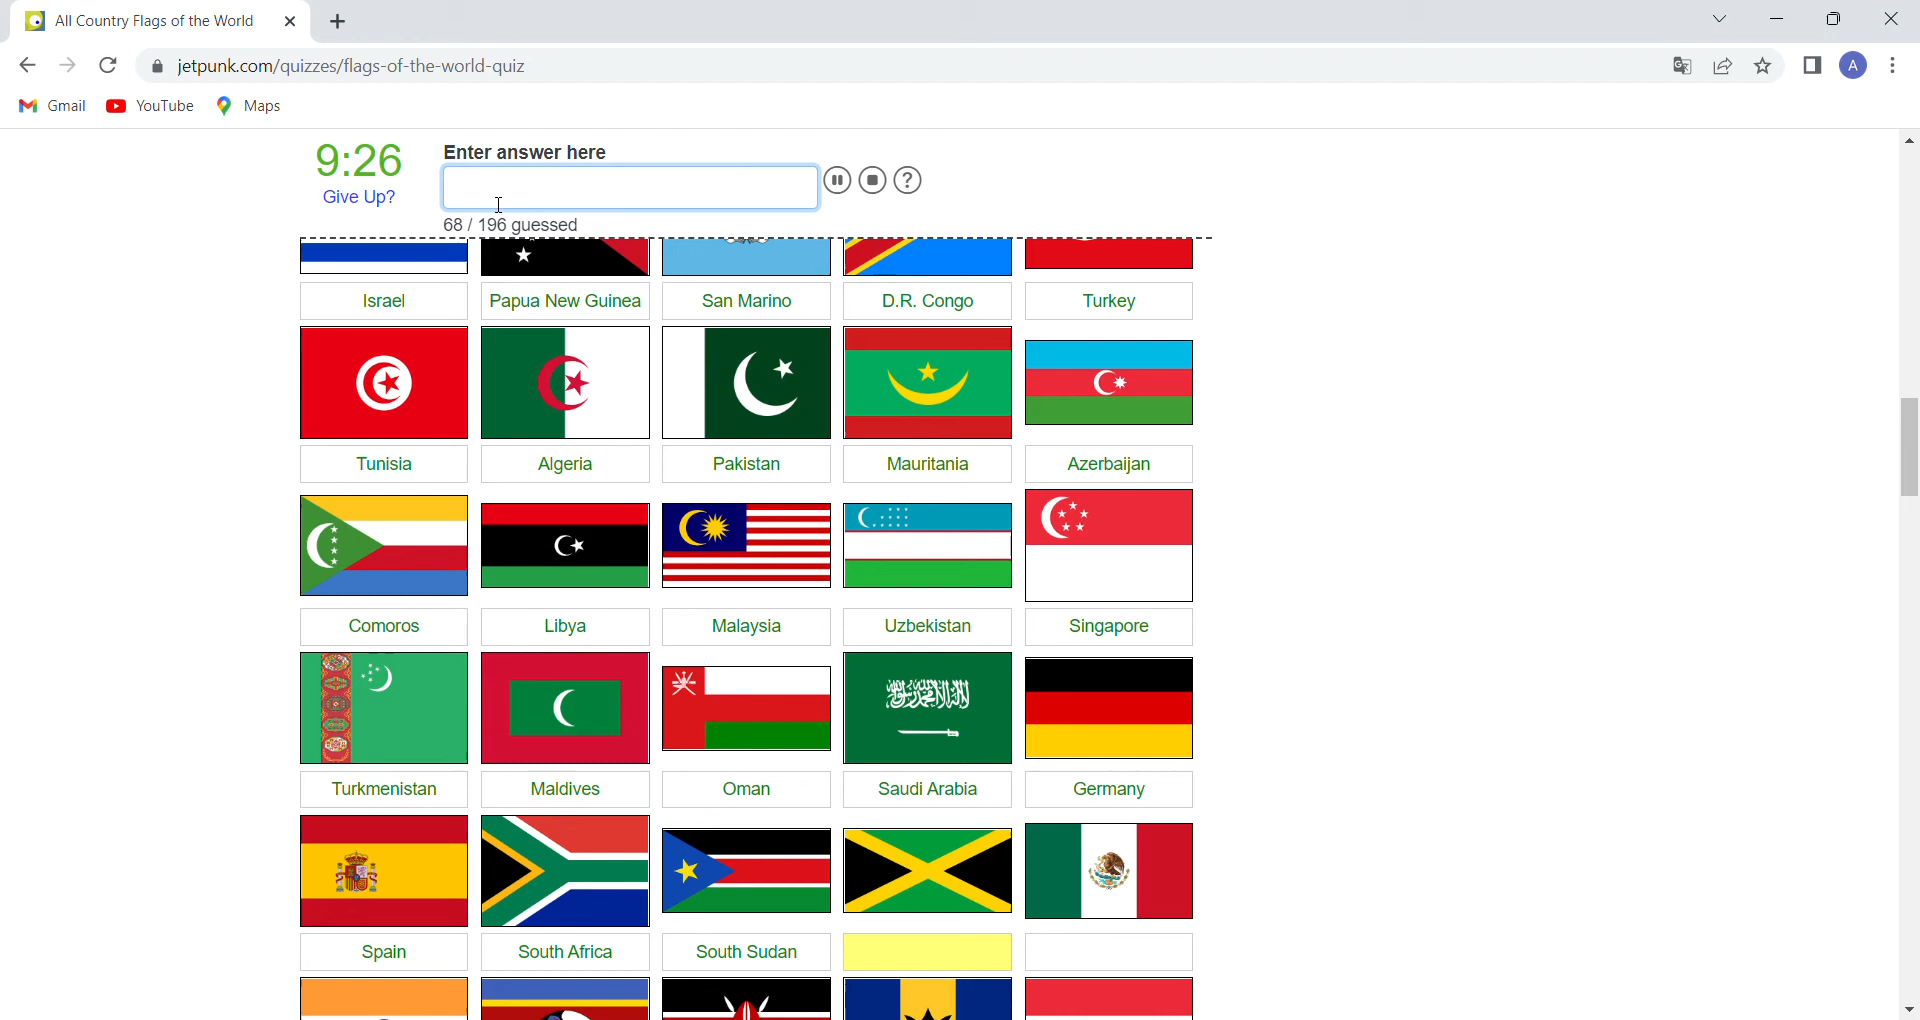 All Country Flags of the World
jetpunk.com/quizzes/flags-of-the-world-quiz
A
Gmail YouTube Maps
9:26
Give Up?
Enter answer here
?
68 / 196 guessed
Israel Papua New Guinea San Marino D.R. Congo Turkey
Tunisia Algeria Pakistan Mauritania Azerbaijan
Comoros Libya Malaysia Uzbekistan Singapore
Turkmenistan Maldives Oman Saudi Arabia Germany
Spain South Africa South Sudan